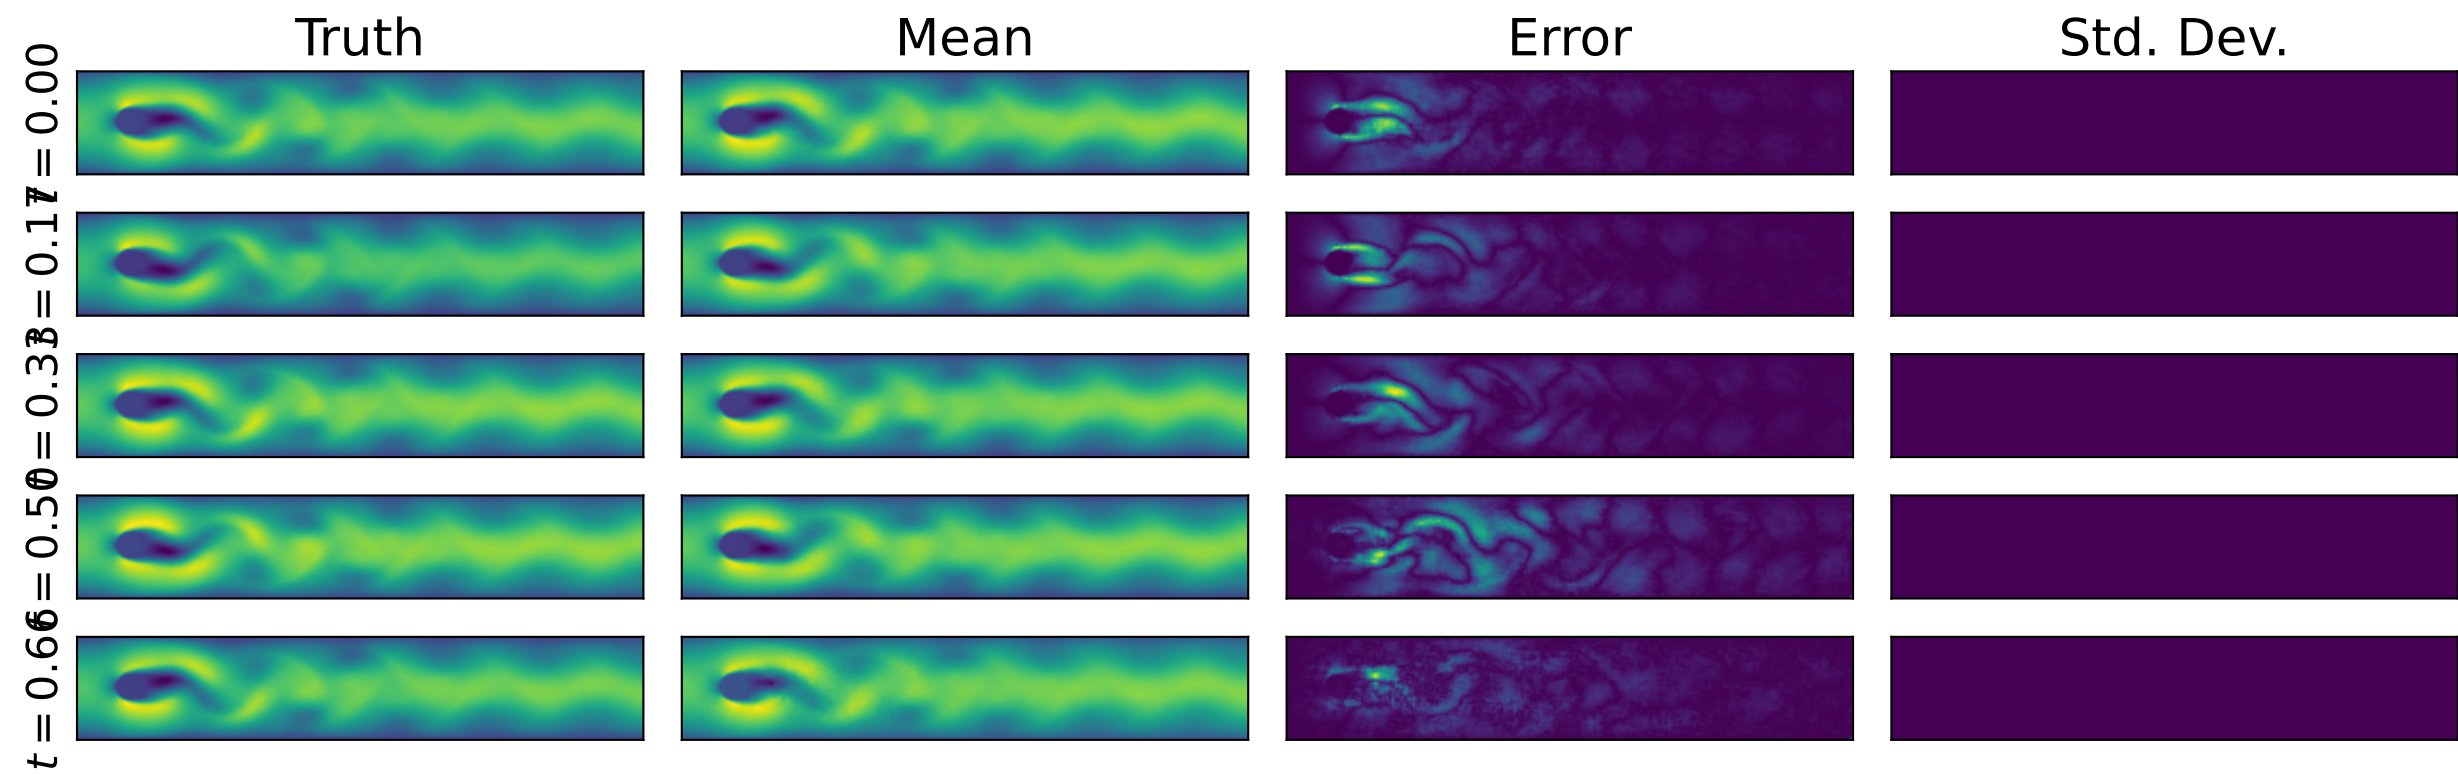 Truth Mean Error Std. Dev.
t = 0.00
t = 0.17
t = 0.33
t = 0.50
t = 0.66